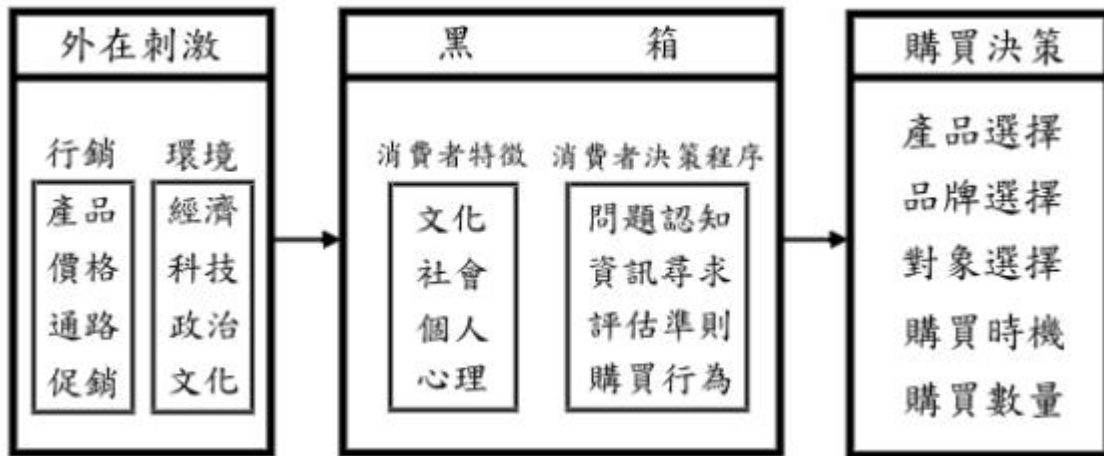 外在刺激
行銷
環境
產品
價格
通路
促銷
經濟
科技
政治
文化
黑 箱
消費者特徵
消費者決策程序
文化
社會
個人
心理
問題認知
資訊尋求
評估準則
購買行為
購買決策
產品選擇
品牌選擇
對象選擇
購買時機
購買數量